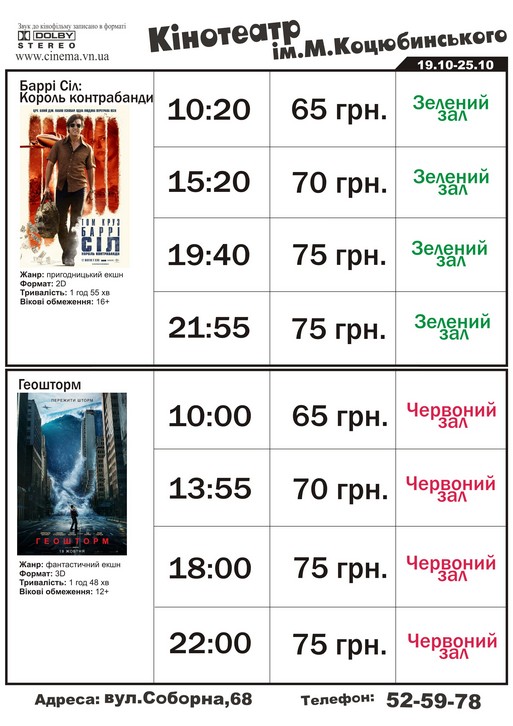 Звук до кінофільму записано в форматі
DOLBY
STEREO
www.cinema.vn.ua
Кінотеатр
ім.М.Коцюбинського
19.10-25.10
Баррі Сіл:
Король контрабанди
ТОМ КРУЗ
БАРРІ
СІЛ
КОРОЛЬ КОНТРАБАНДИ
Жанр: пригодницький екшн
Формат: 2D
Тривалість: 1 год 55 хв
Вікові обмеження: 16+
10:20 65 грн. Зелений зал
15:20 70 грн. Зелений зал
19:40 75 грн. Зелений зал
21:55 75 грн. Зелений зал
Геошторм
ПЕРЕЖИТИ ШТОРМ
ГЕОШТОРМ
19 ЖОВТНЯ
Жанр: фантастичний екшн
Формат: 3D
Тривалість: 1 год 48 хв
Вікові обмеження: 12+
10:00 65 грн. Червоний зал
13:55 70 грн. Червоний зал
18:00 75 грн. Червоний зал
22:00 75 грн. Червоний зал
Адреса: вул.Соборна,68 Телефон: 52-59-78